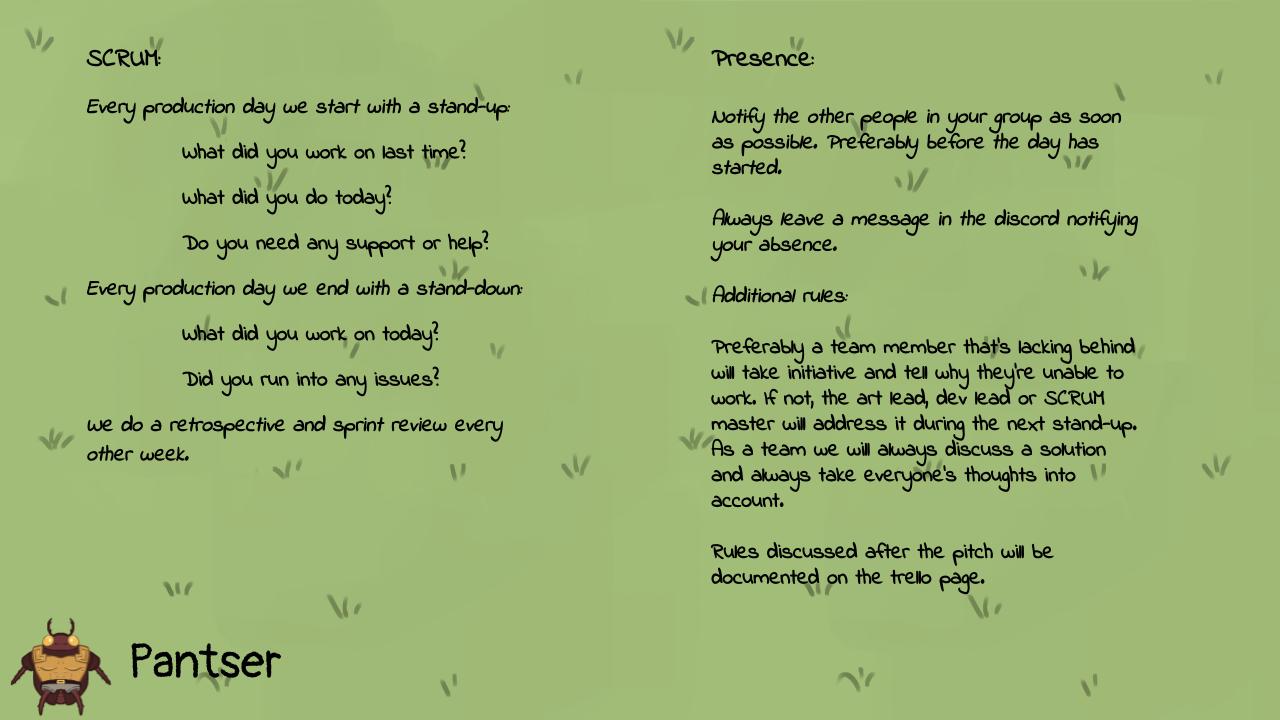 SCRUM:
Every production day we start with a stand-up:
What did you work on last time?
What did you do today?
Do you need any support or help?
Every production day we end with a stand-down:
What did you work on today?
Did you run into any issues?
We do a retrospective and sprint review every
other week.
Presence:
Notify the other people in your group as soon
as possible. Preferably before the day has
started.
Always leave a message in the discord notifying
your absence.
Additional rules:
Preferably a team member that's lacking behind
will take initiative and tell why they're unable to
work. If not, the art lead, dev lead or SCRUM
master will address it during the next stand-up.
As a team we will always discuss a solution
and always take everyone's thoughts into
account.
Rules discussed after the pitch will be
documented on the trello page.
Pantser